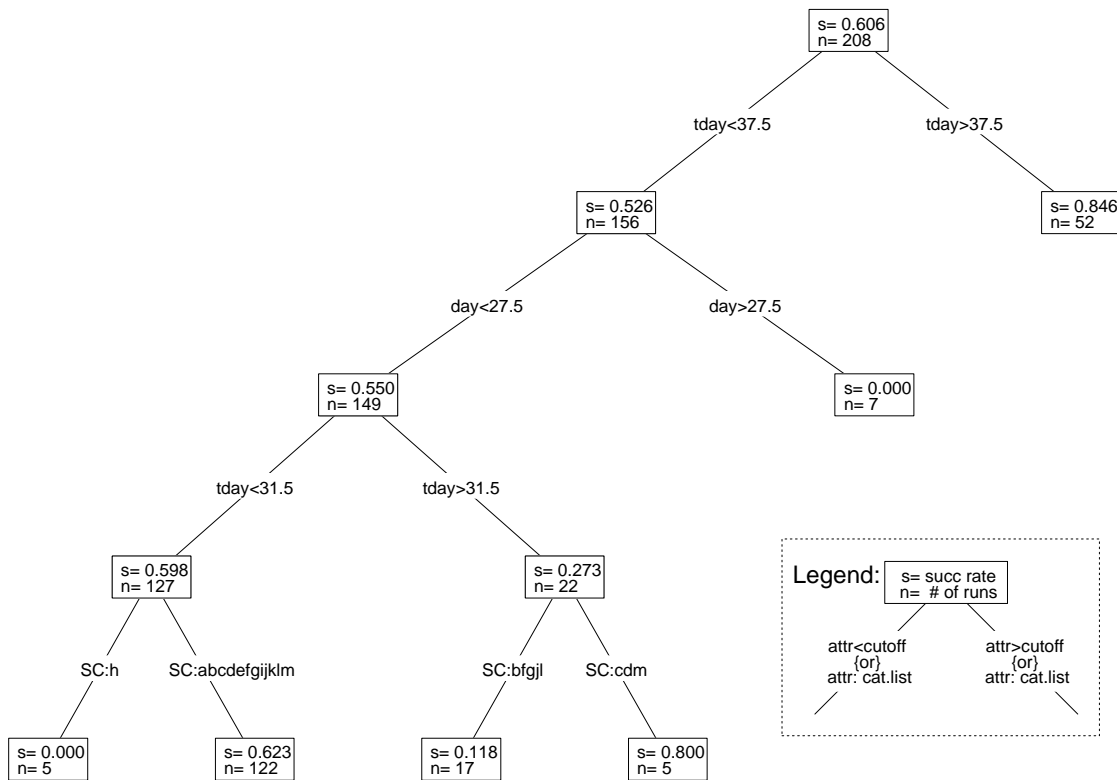 s= 0.606
n= 208
tday<37.5
tday>37.5
s= 0.526
n= 156
s= 0.846
n= 52
day<27.5
day>27.5
s= 0.550
n= 149
s= 0.000
n= 7
tday<31.5
tday>31.5
s= 0.598
n= 127
s= 0.273
n= 22
SC:h
SC:abcdefgijklm
SC:bfgjl
SC:cdm
s= 0.000
n= 5
s= 0.623
n= 122
s= 0.118
n= 17
s= 0.800
n= 5
Legend:
s= succ rate
n= # of runs
attr<cutoff
{or}
attr: cat.list
attr>cutoff
{or}
attr: cat.list